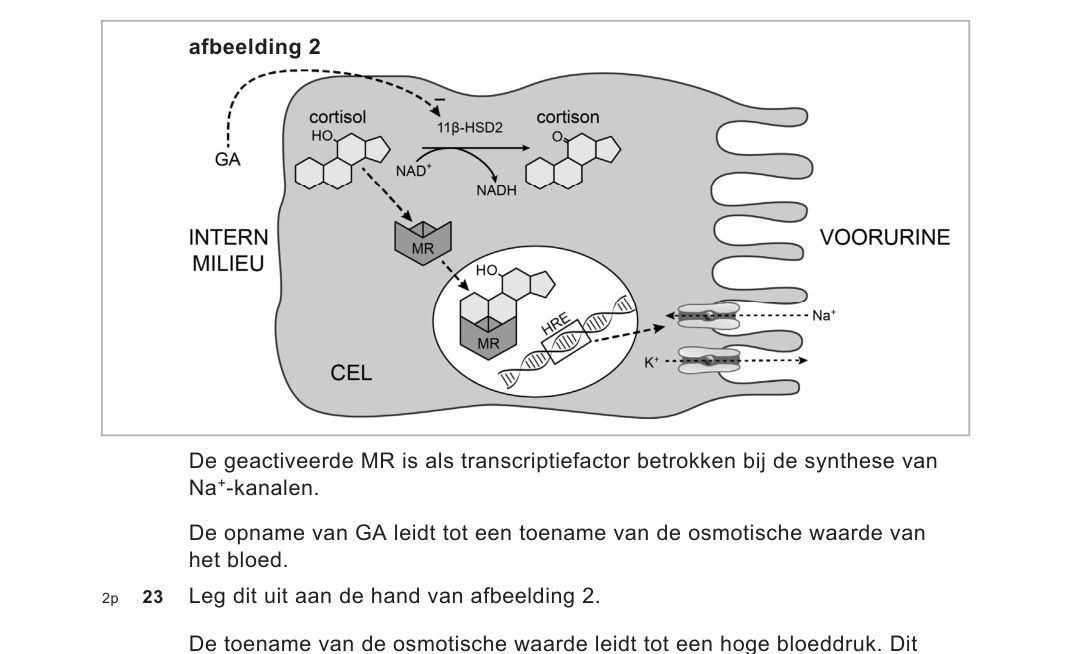 afbeelding 2
cortisol
HO
11β-HSD2
–
cortison
O
GA
NAD⁺
NADH
INTERN
MILIEU
MR
VOORURINE
HO
HRE
MR
Na⁺
K⁺
CEL
De geactiveerde MR is als transcriptiefactor betrokken bij de synthese van
Na⁺-kanalen.
De opname van GA leidt tot een toename van de osmotische waarde van
het bloed.
2p 23 Leg dit uit aan de hand van afbeelding 2.
De toename van de osmotische waarde leidt tot een hoge bloeddruk. Dit